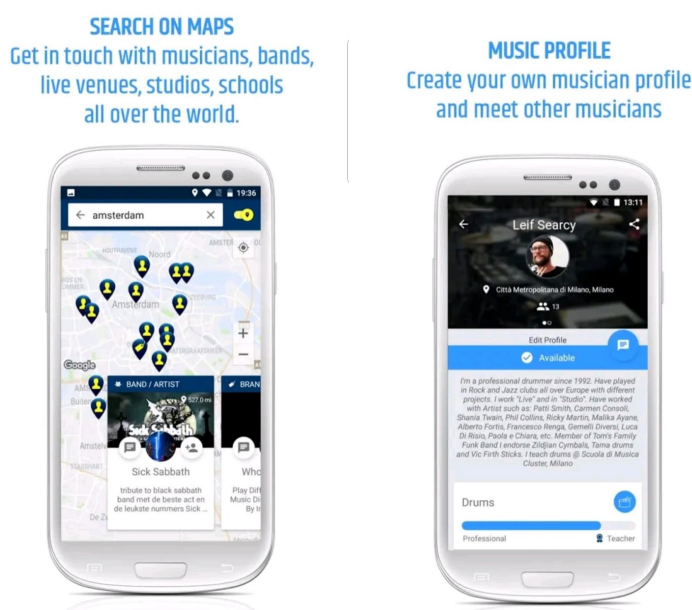 SEARCH ON MAPS
Get in touch with musicians, bands,
live venues, studios, schools
all over the world.
19:36
amsterdam
AMSTER
HOUTHAVENS
Noord
Amsterdam
Google
Buiten
Amstelv
De Z
BAND / ARTIST
527.0 mi
Sick Sabbath
Sick Sabbath
tribute to black sabbath
band met de beste act en
de leukste nummers Sick ...
BRAN
Who
Play Diff
Music Di
By In
MUSIC PROFILE
Create your own musician profile
and meet other musicians
13:11
Leif Searcy
Città Metropolitana di Milano, Milano
13
Edit Profile
Available
I'm a professional drummer since 1992. Have played
in Rock and Jazz clubs all over Europe with different
projects. I work "Live" and in "Studio". Have worked
with Artist such as: Patti Smith, Carmen Consoli,
Shania Twain, Phil Collins, Ricky Martin, Malika Ayane,
Alberto Fortis, Francesco Renga, Gemelli Diversi, Luca
Di Risio, Paola e Chiara, etc. Member of Tom's Family
Funk Band I endorse Zildjian Cymbals, Tama drums
and Vic Firth Sticks. I teach drums @ Scuola di Musica
Cluster, Milano
Drums
Professional
Teacher